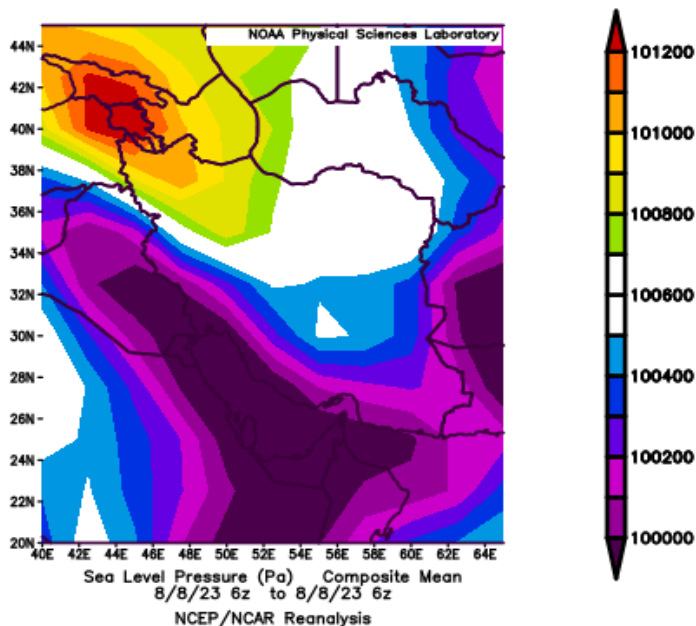 NOAA Physical Sciences Laboratory
44N
42N
40N
38N
36N
34N
32N
30N
28N
26N
24N
22N
20N
40E 42E 44E 46E 48E 50E 52E 54E 56E 58E 60E 62E 64E
101200
101000
100800
100600
100400
100200
100000
Sea Level Pressure (Pa) Composite Mean
8/8/23 6z to 8/8/23 6z
NCEP/NCAR Reanalysis